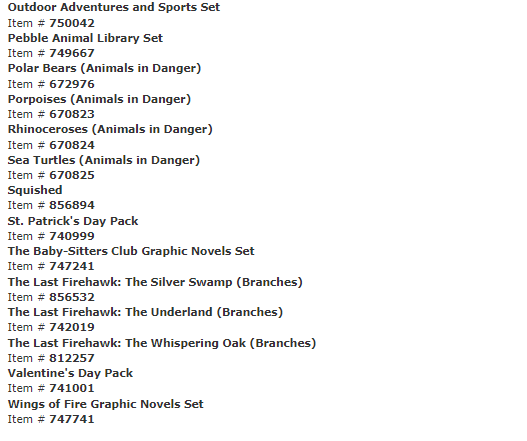 Outdoor Adventures and Sports Set
Item # 750042
Pebble Animal Library Set
Item # 749667
Polar Bears (Animals in Danger)
Item # 672976
Porpoises (Animals in Danger)
Item # 670823
Rhinoceroses (Animals in Danger)
Item # 670824
Sea Turtles (Animals in Danger)
Item # 670825
Squished
Item # 856894
St. Patrick's Day Pack
Item # 740999
The Baby-Sitters Club Graphic Novels Set
Item # 747241
The Last Firehawk: The Silver Swamp (Branches)
Item # 856532
The Last Firehawk: The Underland (Branches)
Item # 742019
The Last Firehawk: The Whispering Oak (Branches)
Item # 812257
Valentine's Day Pack
Item # 741001
Wings of Fire Graphic Novels Set
Item # 747741